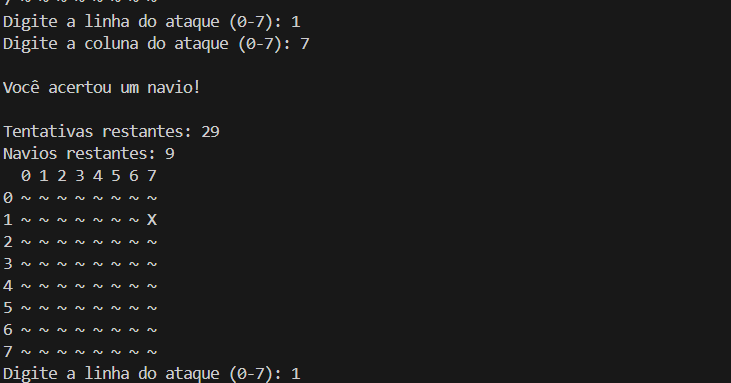 7 ~ ~ ~ ~ ~ ~ ~ ~
Digite a linha do ataque (0-7): 1
Digite a coluna do ataque (0-7): 7
Você acertou um navio!
Tentativas restantes: 29
Navios restantes: 9
  0 1 2 3 4 5 6 7
0 ~ ~ ~ ~ ~ ~ ~ ~
1 ~ ~ ~ ~ ~ ~ ~ X
2 ~ ~ ~ ~ ~ ~ ~ ~
3 ~ ~ ~ ~ ~ ~ ~ ~
4 ~ ~ ~ ~ ~ ~ ~ ~
5 ~ ~ ~ ~ ~ ~ ~ ~
6 ~ ~ ~ ~ ~ ~ ~ ~
7 ~ ~ ~ ~ ~ ~ ~ ~
Digite a linha do ataque (0-7): 1